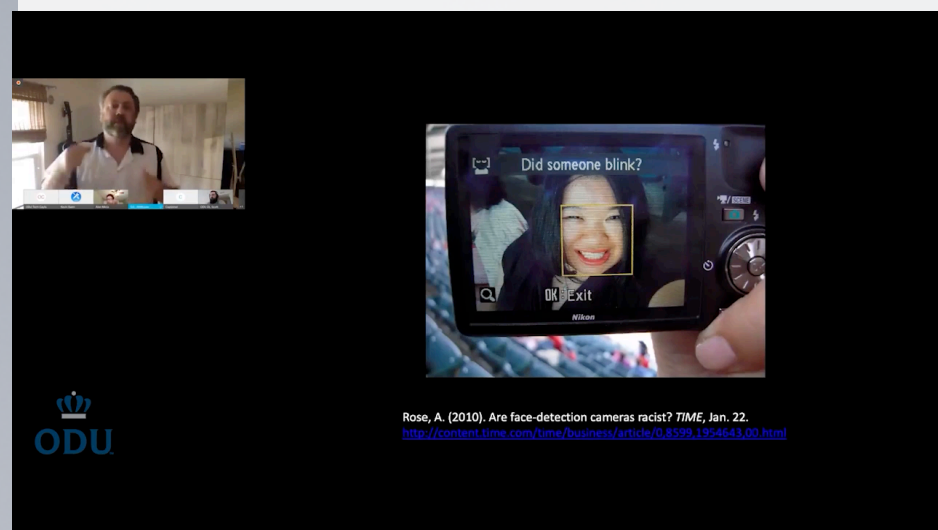 Did someone blink?
OK:Exit
Nikon
SCENE
ODU
Rose, A. (2010). Are face-detection cameras racist? TIME, Jan. 22.
http://content.time.com/time/business/article/0,8599,1954643,00.html